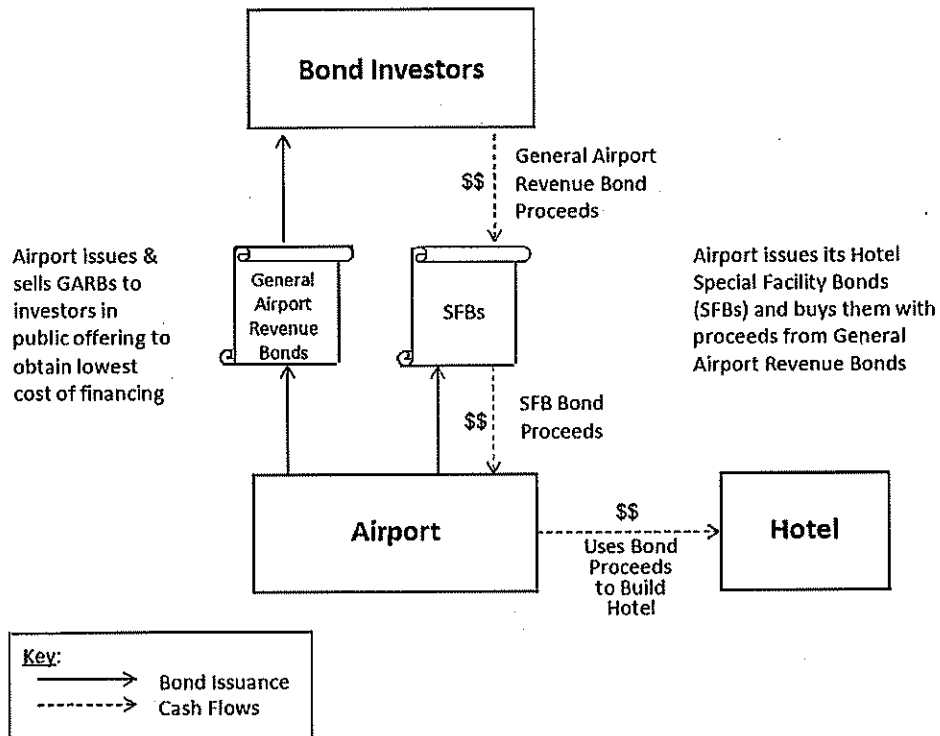 Bond Investors
$$
General Airport
Revenue Bond
Proceeds
Airport issues &
sells GARBs to
investors in
public offering to
obtain lowest
cost of financing
General
Airport
Revenue
Bonds
SFBs
Airport issues its Hotel
Special Facility Bonds
(SFBs) and buys them with
proceeds from General
Airport Revenue Bonds
$$
SFB Bond
Proceeds
Airport
$$
Uses Bond
Proceeds
to Build
Hotel
Hotel
Key:
Bond Issuance
Cash Flows